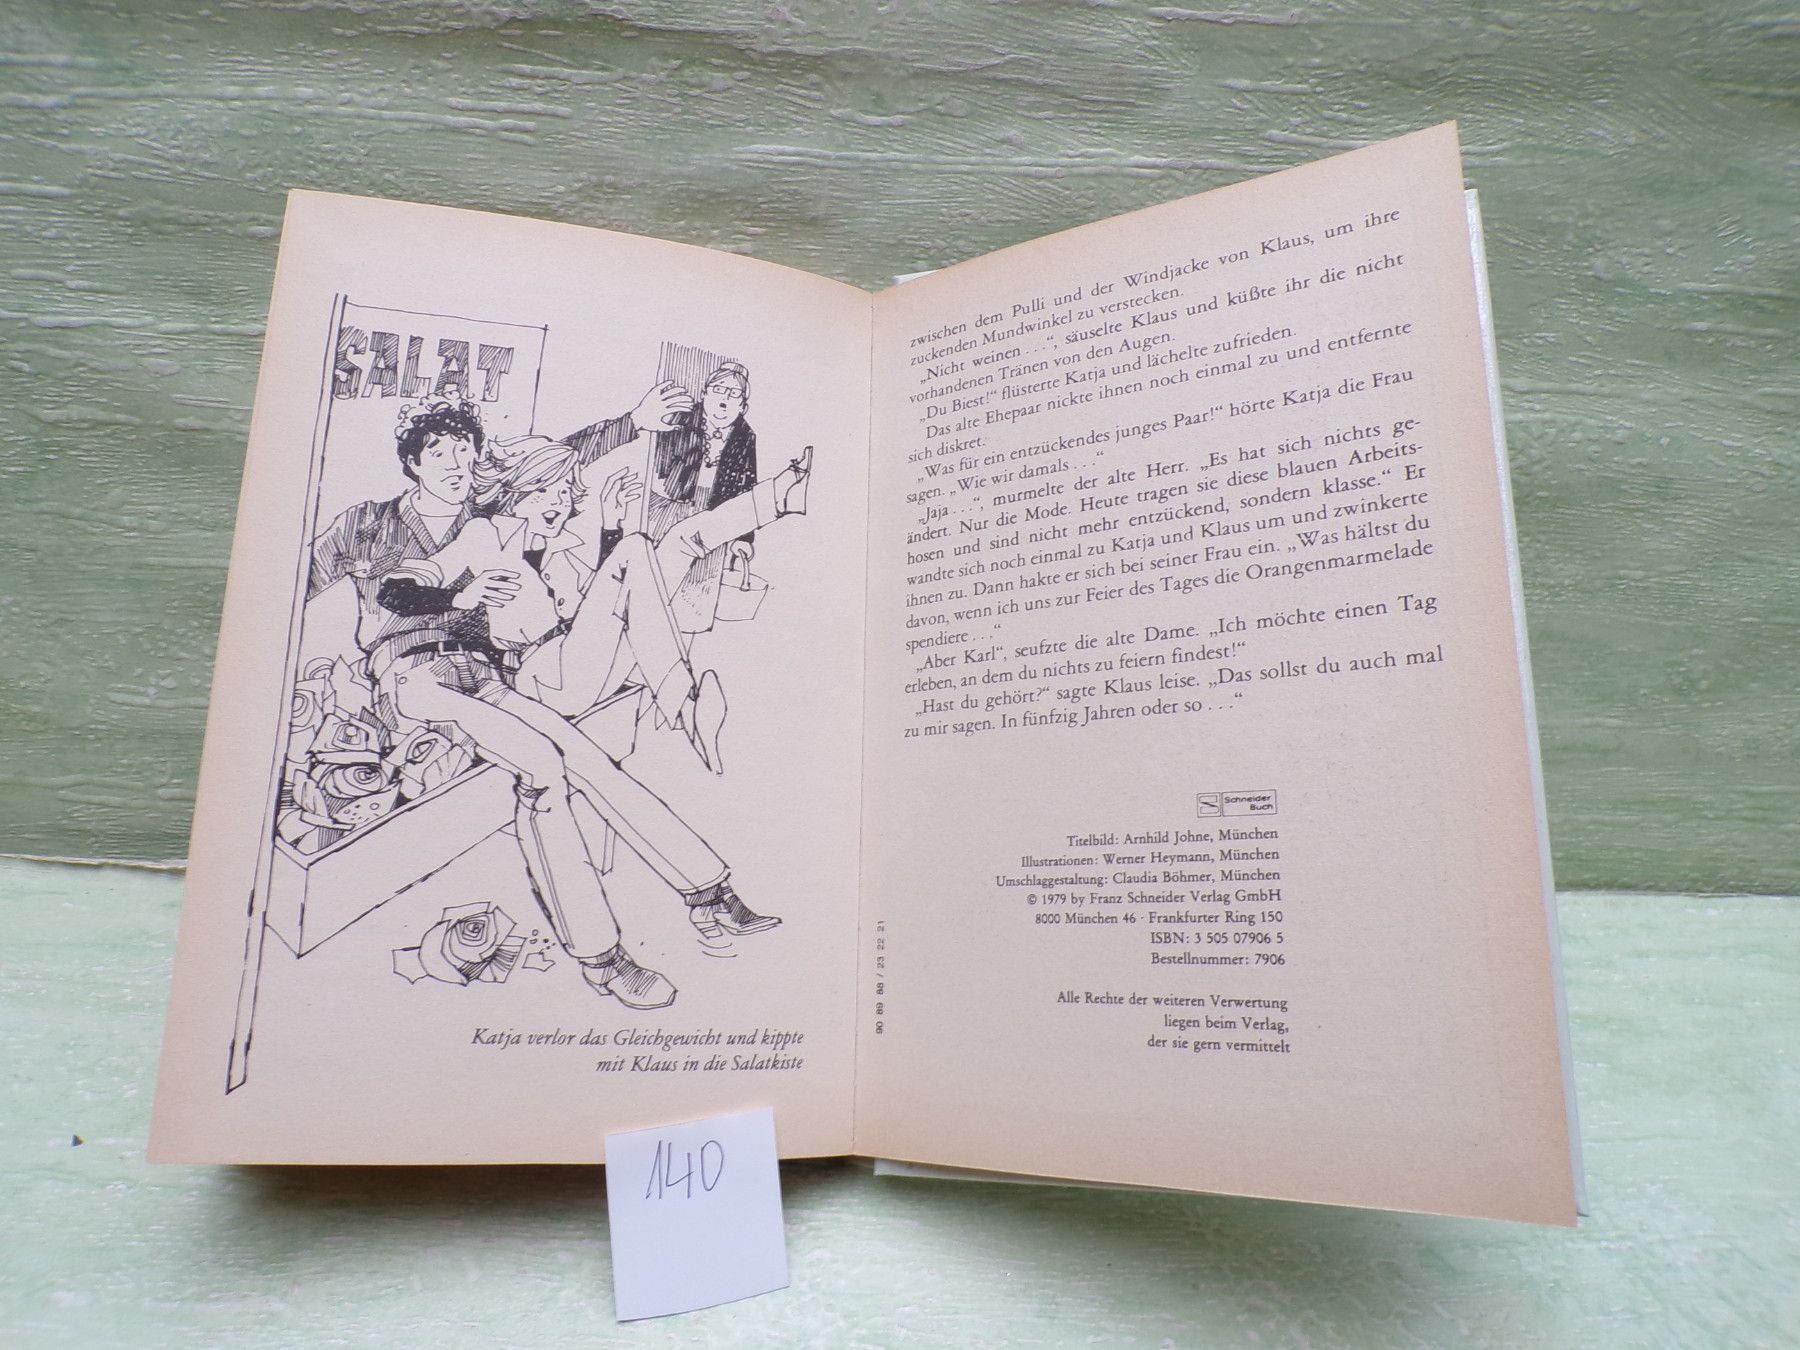 SALAT
Katja verlor das Gleichgewicht und kippte
mit Klaus in die Salatkiste
140
zwischen dem Pulli und der Windjacke von Klaus, um ihre
zuckenden Mundwinkel zu verstecken.
„Nicht weinen . . .“, säuselte Klaus und küßte ihr die nicht
vorhandenen Tränen von den Augen.
„Du Biest!“ flüsterte Katja und lächelte zufrieden.
Das alte Ehepaar nickte ihnen noch einmal zu und entfernte
sich diskret.
„Was für ein entzückendes junges Paar!“ hörte Katja die Frau
sagen. „Wie wir damals . . .“
„Jaja . . .“, murmelte der alte Herr. „Es hat sich nichts ge-
ändert. Nur die Mode. Heute tragen sie diese blauen Arbeits-
hosen und sind nicht mehr entzückend, sondern klasse.“ Er
wandte sich noch einmal zu Katja und Klaus um und zwinkerte
ihnen zu. Dann hakte er sich bei seiner Frau ein. „Was hältst du
davon, wenn ich uns zur Feier des Tages die Orangenmarmelade
spendiere . . .“
„Aber Karl“, seufzte die alte Dame. „Ich möchte einen Tag
erleben, an dem du nichts zu feiern findest!“
„Hast du gehört?“ sagte Klaus leise. „Das sollst du auch mal
zu mir sagen. In fünfzig Jahren oder so . . .“
Schneider
Buch
Titelbild: Arnhild Johne, München
Illustrationen: Werner Heymann, München
Umschlaggestaltung: Claudia Böhmer, München
© 1979 by Franz Schneider Verlag GmbH
8000 München 46 · Frankfurter Ring 150
ISBN: 3 505 07906 5
Bestellnummer: 7906
90 89 88 / 23 22 21
Alle Rechte der weiteren Verwertung
liegen beim Verlag,
der sie gern vermittelt